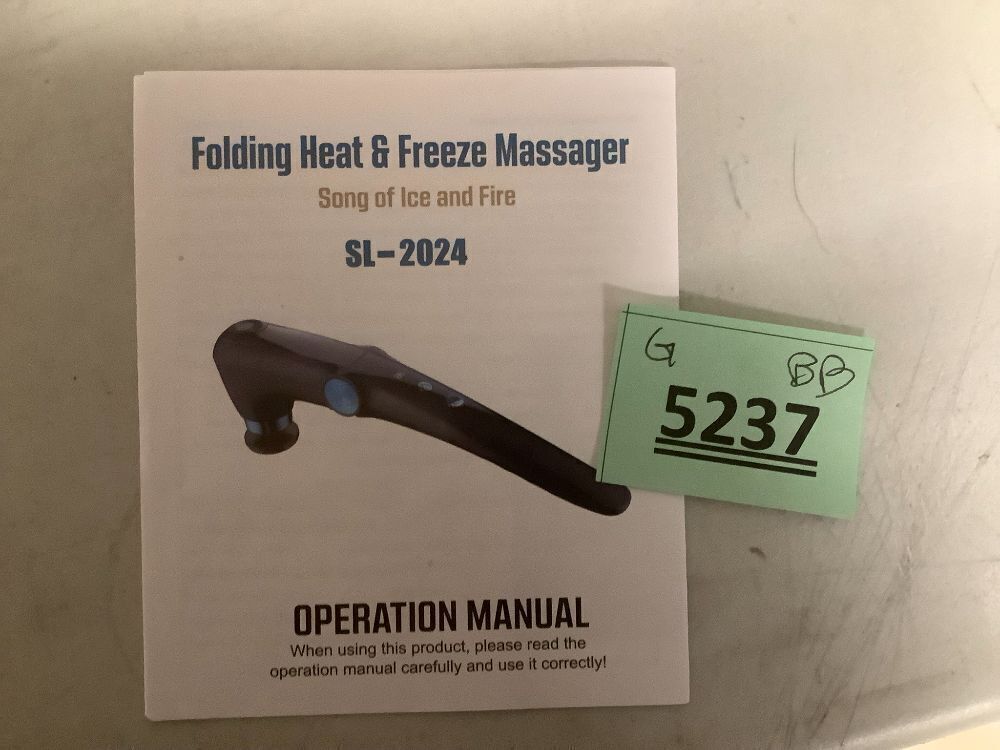 Folding Heat & Freeze Massager
Song of Ice and Fire
SL-2024
G BB
5237
OPERATION MANUAL
When using this product, please read the
operation manual carefully and use it correctly!